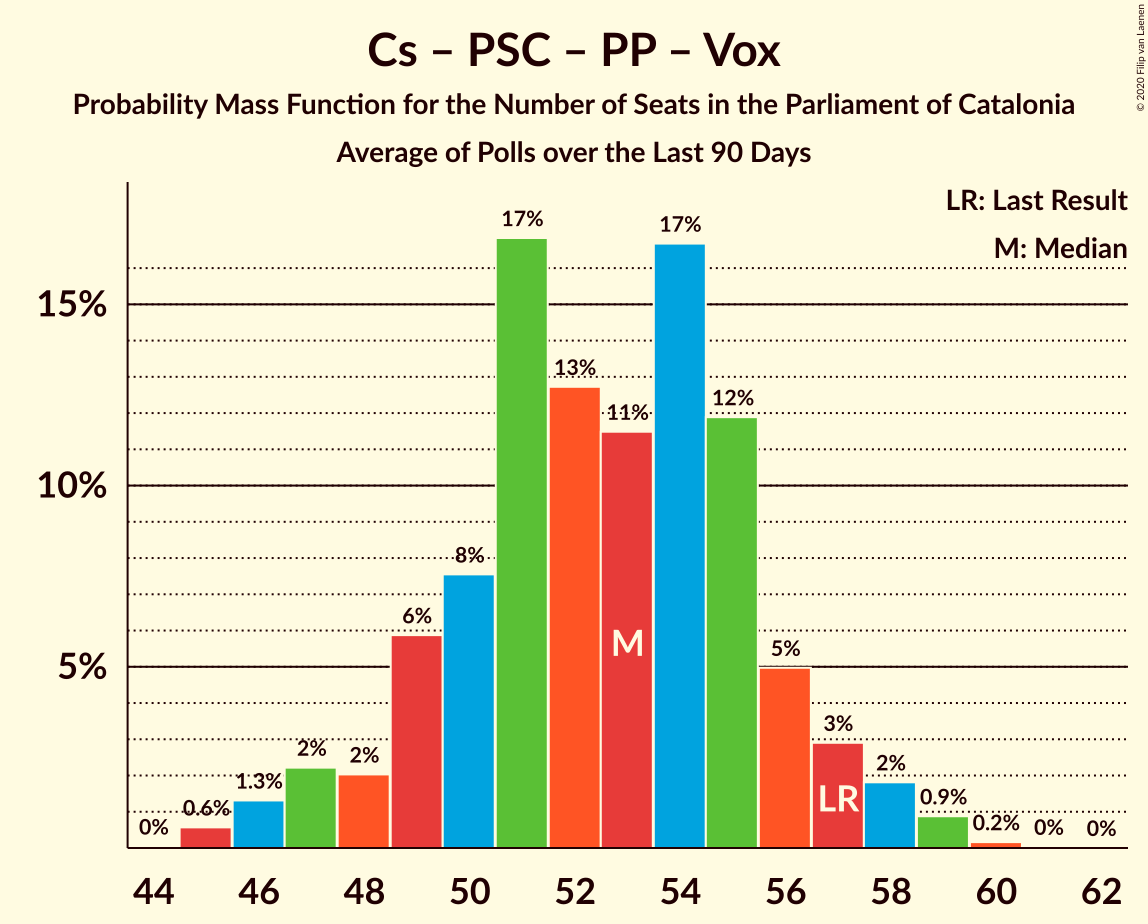 Cs – PSC – PP – Vox
Probability Mass Function for the Number of Seats in the Parliament of Catalonia
Average of Polls over the Last 90 Days
© 2020 Filip van Laenen
LR: Last Result
M: Median
15%
10%
5%
0%
0.6%
1.3%
2%
2%
6%
8%
17%
13%
11%
17%
12%
5%
3%
2%
0.9%
0.2%
0%
0%
M
LR
44 46 48 50 52 54 56 58 60 62